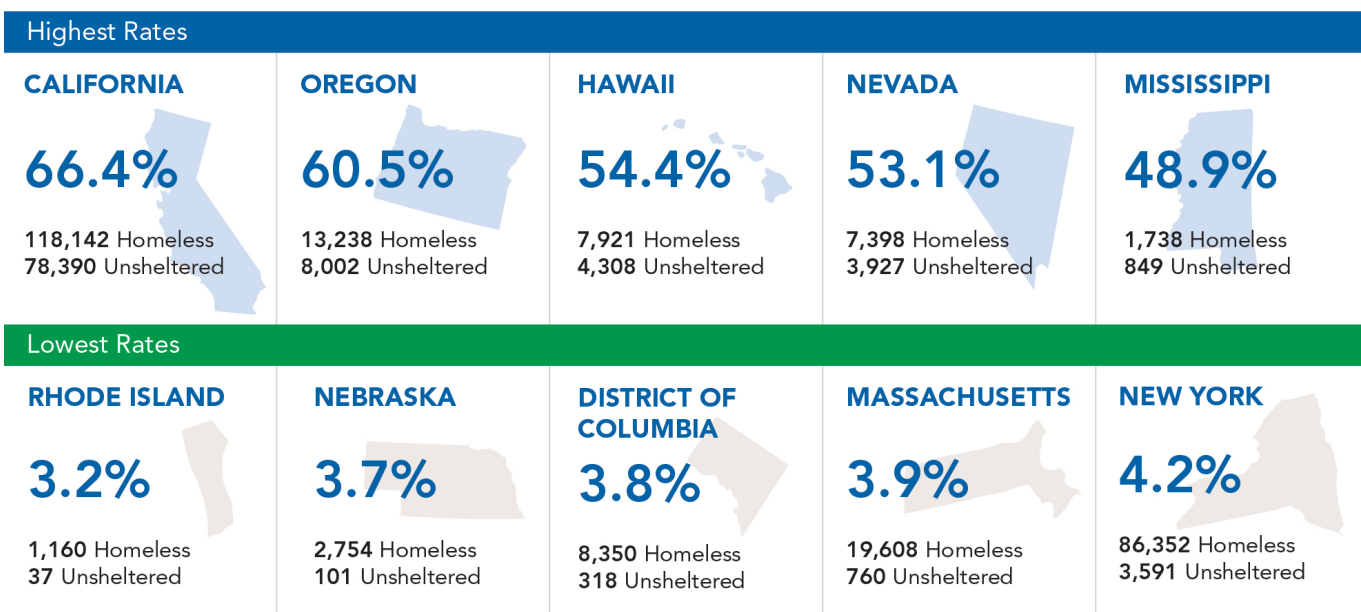 Highest Rates
CALIFORNIA
66.4%
118,142 Homeless
78,390 Unsheltered
OREGON
60.5%
13,238 Homeless
8,002 Unsheltered
HAWAII
54.4%
7,921 Homeless
4,308 Unsheltered
NEVADA
53.1%
7,398 Homeless
3,927 Unsheltered
MISSISSIPPI
48.9%
1,738 Homeless
849 Unsheltered
Lowest Rates
RHODE ISLAND
3.2%
1,160 Homeless
37 Unsheltered
NEBRASKA
3.7%
2,754 Homeless
101 Unsheltered
DISTRICT OF
COLUMBIA
3.8%
8,350 Homeless
318 Unsheltered
MASSACHUSETTS
3.9%
19,608 Homeless
760 Unsheltered
NEW YORK
4.2%
86,352 Homeless
3,591 Unsheltered